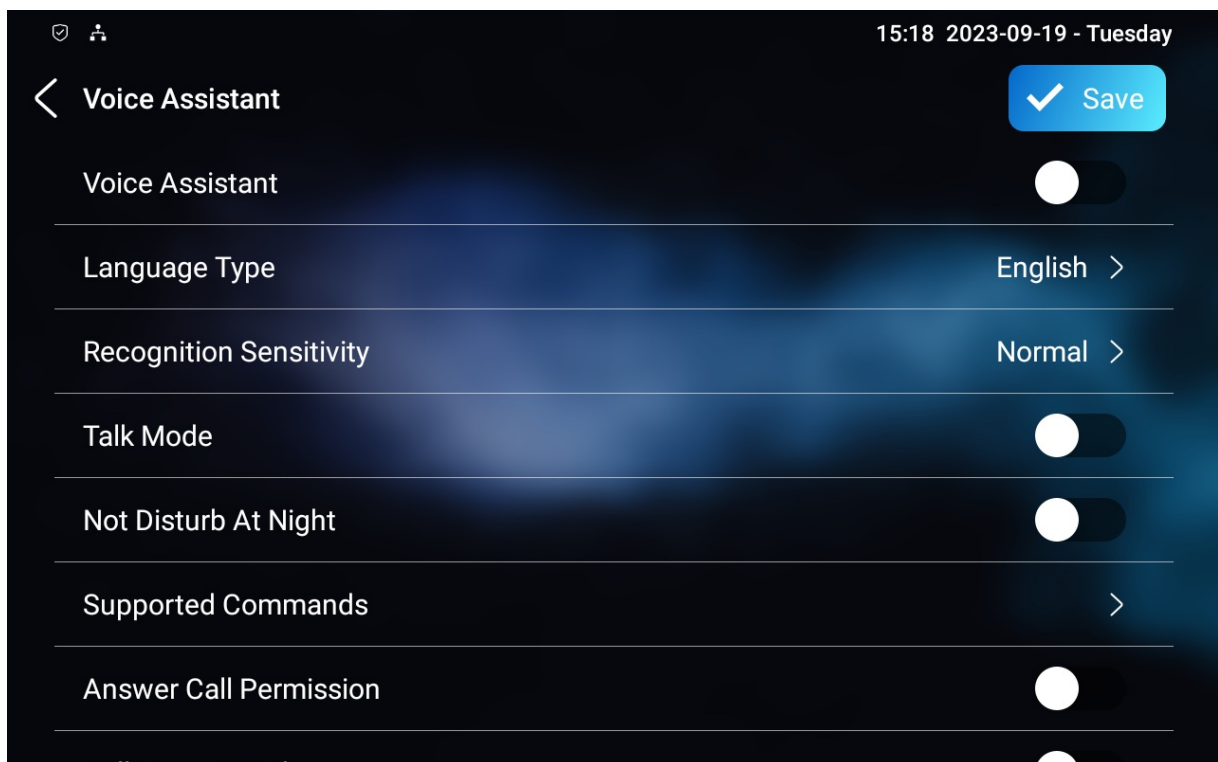 15:18 2023-09-19 - Tuesday
Voice Assistant
Save
Voice Assistant
Language Type English
Recognition Sensitivity Normal
Talk Mode
Not Disturb At Night
Supported Commands
Answer Call Permission